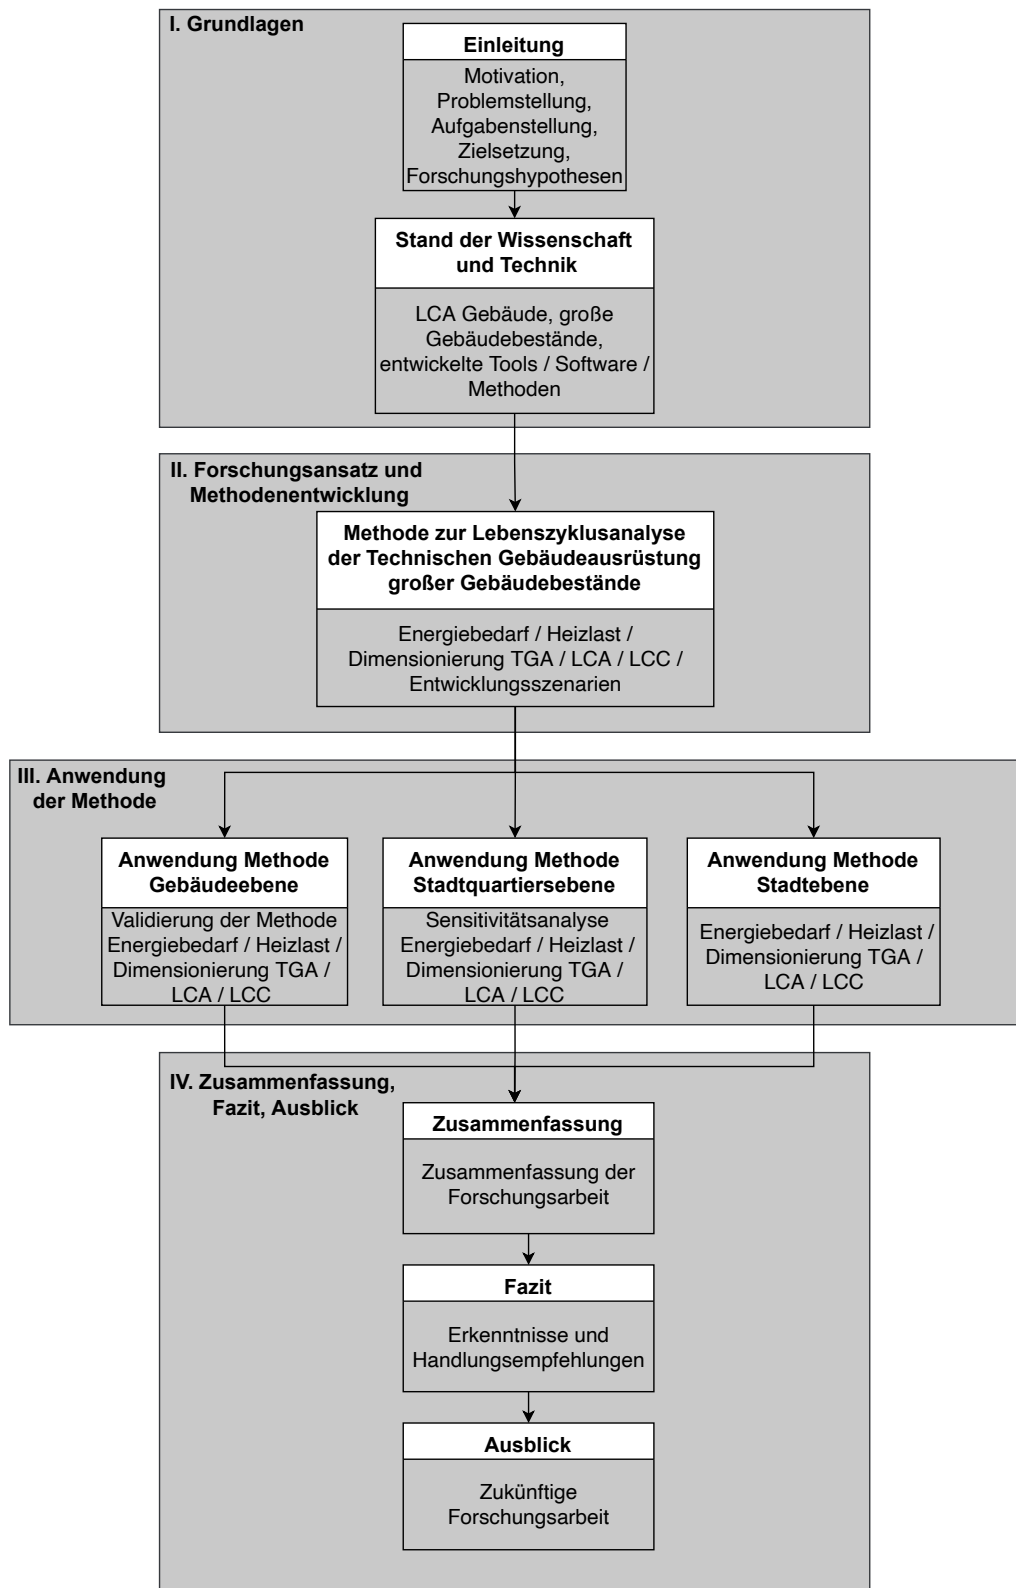 I. Grundlagen
Einleitung
Motivation,
Problemstellung,
Aufgabenstellung,
Zielsetzung,
Forschungshypothesen
Stand der Wissenschaft
und Technik
LCA Gebäude, große
Gebäudebestände,
entwickelte Tools / Software /
Methoden
II. Forschungsansatz und
Methodenentwicklung
Methode zur Lebenszyklusanalyse
der Technischen Gebäudeausrüstung
großer Gebäudebestände
Energiebedarf / Heizlast /
Dimensionierung TGA / LCA / LCC /
Entwicklungsszenarien
III. Anwendung
der Methode
Anwendung Methode
Gebäudeebene
Validierung der Methode
Energiebedarf / Heizlast /
Dimensionierung TGA /
LCA / LCC
Anwendung Methode
Stadtquartiersebene
Sensitivitätsanalyse
Energiebedarf / Heizlast /
Dimensionierung TGA /
LCA / LCC
Anwendung Methode
Stadtebene
Energiebedarf / Heizlast /
Dimensionierung TGA /
LCA / LCC
IV. Zusammenfassung,
Fazit, Ausblick
Zusammenfassung
Zusammenfassung der
Forschungsarbeit
Fazit
Erkenntnisse und
Handlungsempfehlungen
Ausblick
Zukünftige
Forschungsarbeit